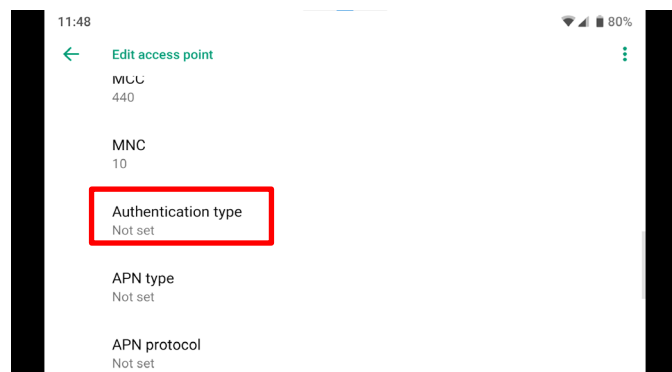 11:48
80%
Edit access point
MCC
440
MNC
10
Authentication type
Not set
APN type
Not set
APN protocol
Not set